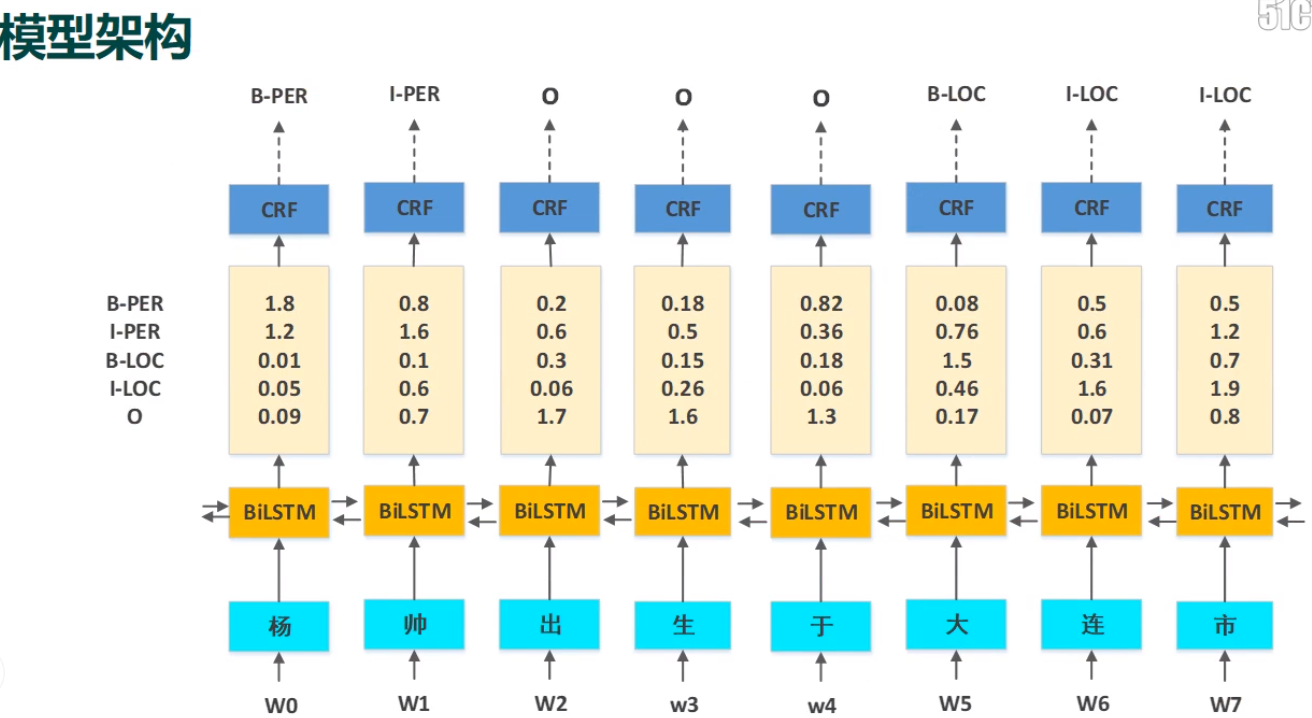 模型架构
51C
B-PER I-PER O O O B-LOC I-LOC I-LOC
CRF CRF CRF CRF CRF CRF CRF CRF
B-PER 1.8 0.8 0.2 0.18 0.82 0.08 0.5 0.5
I-PER 1.2 1.6 0.6 0.5 0.36 0.76 0.6 1.2
B-LOC 0.01 0.1 0.3 0.15 0.18 1.5 0.31 0.7
I-LOC 0.05 0.6 0.06 0.26 0.06 0.46 1.6 1.9
O 0.09 0.7 1.7 1.6 1.3 0.17 0.07 0.8
BiLSTM BiLSTM BiLSTM BiLSTM BiLSTM BiLSTM BiLSTM BiLSTM
杨 帅 出 生 于 大 连 市
W0 W1 W2 w3 w4 W5 W6 W7